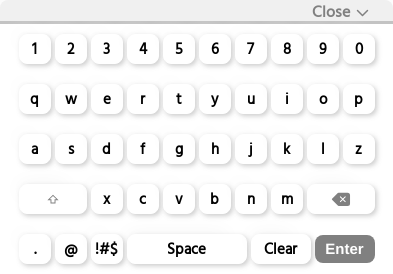 Close
1 2 3 4 5 6 7 8 9 0
q w e r t y u i o p
a s d f g h j k l z
x c v b n m
. @ !#$ Space Clear Enter